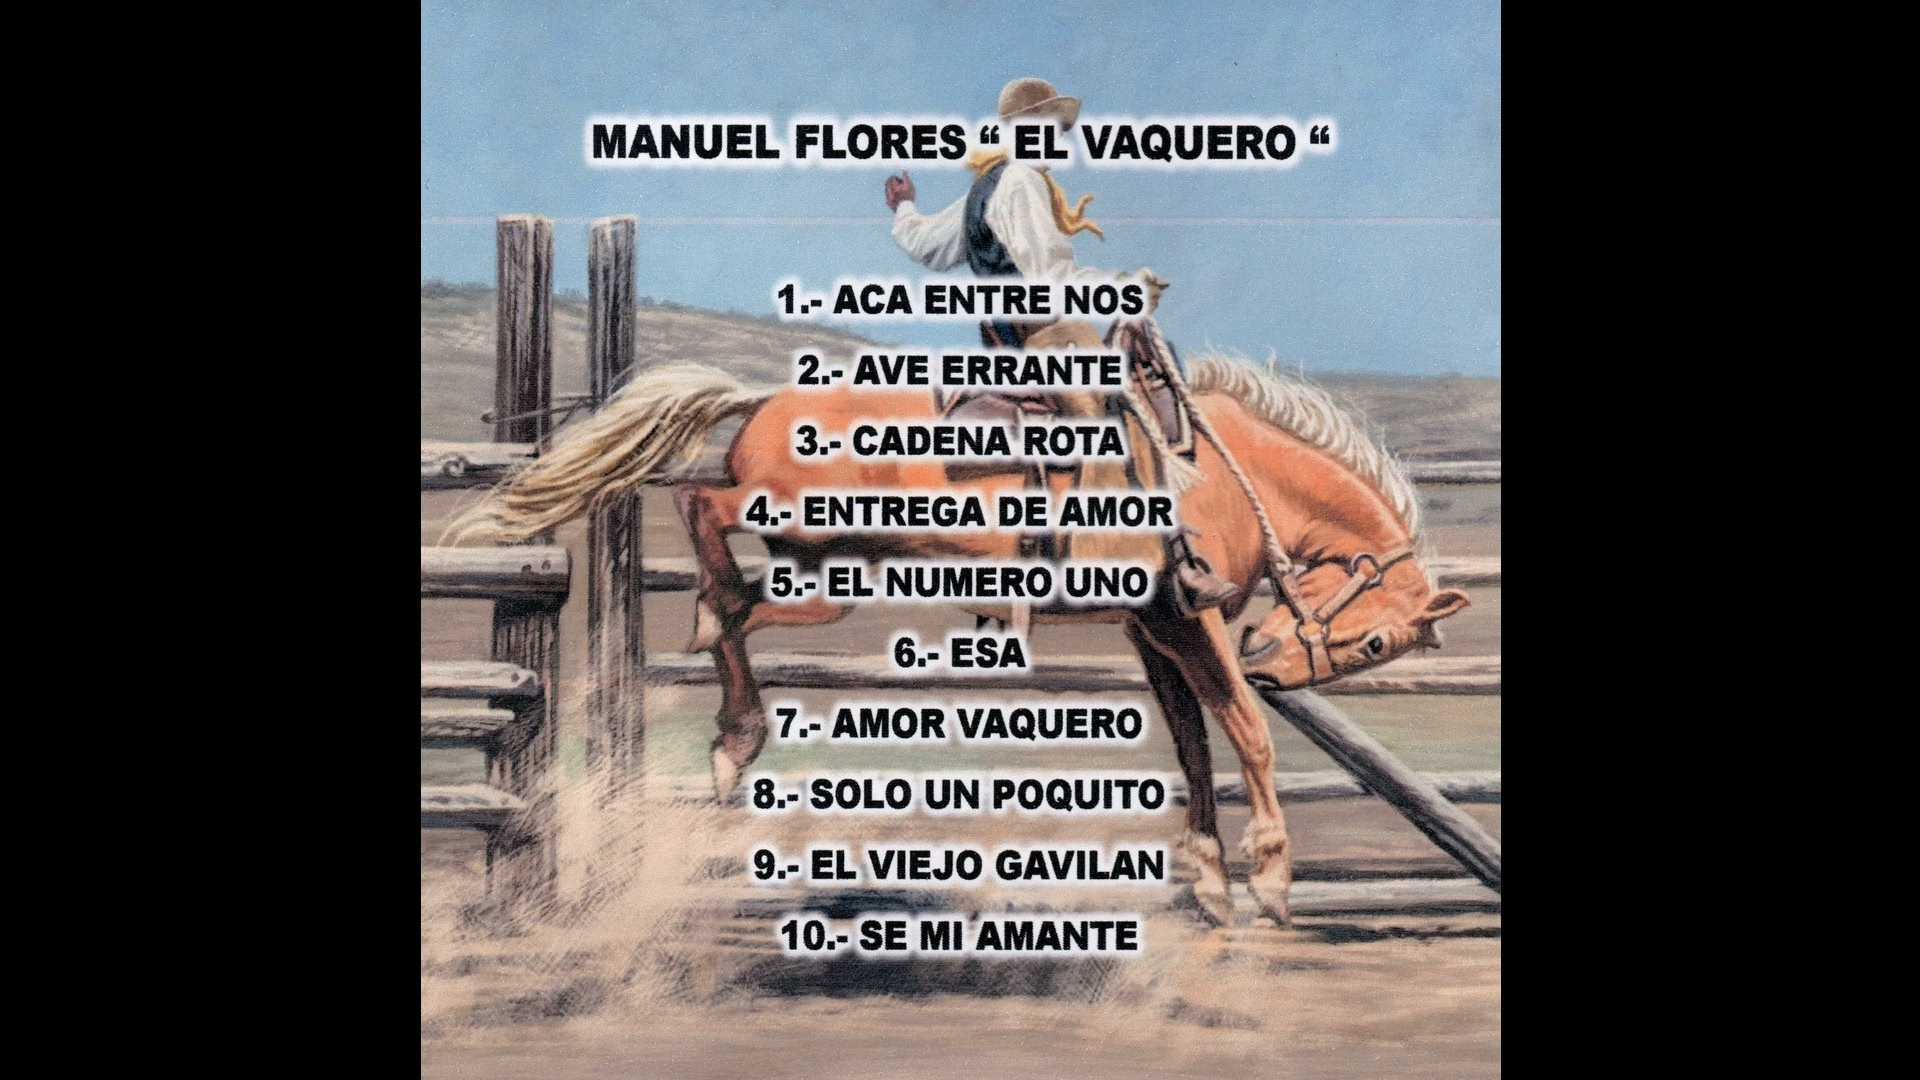 MANUEL FLORES “ EL VAQUERO “
1.- ACA ENTRE NOS
2.- AVE ERRANTE
3.- CADENA ROTA
4.- ENTREGA DE AMOR
5.- EL NUMERO UNO
6.- ESA
7.- AMOR VAQUERO
8.- SOLO UN POQUITO
9.- EL VIEJO GAVILAN
10.- SE MI AMANTE